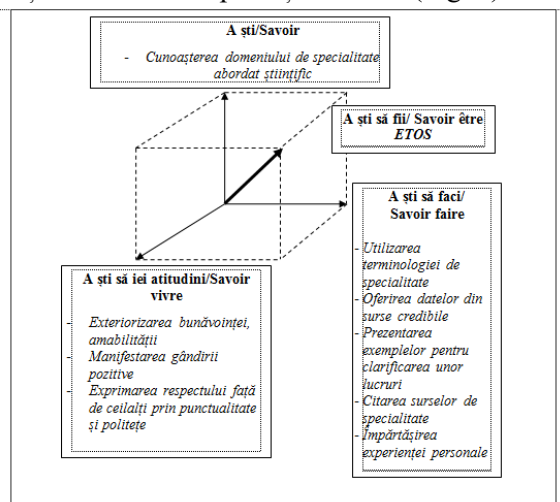 A ști/Savoir
- Cunoașterea domeniului de specialitate
abordat științific
A ști să fii/ Savoir être
ETOS
A ști să faci/
Savoir faire
- Utilizarea
terminologiei de
specialitate
- Oferirea datelor din
surse credibile
- Prezentarea
exemplelor pentru
clarificarea unor
lucruri
- Citarea surselor de
specialitate
- Împărtășirea
experienței personale
A ști să iei atitudini/Savoir
vivre
- Exteriorizarea bunăvoinței,
amabilității
- Manifestarea gândirii
pozitive
- Exprimarea respectului față
de ceilalți prin punctualitate
și politețe